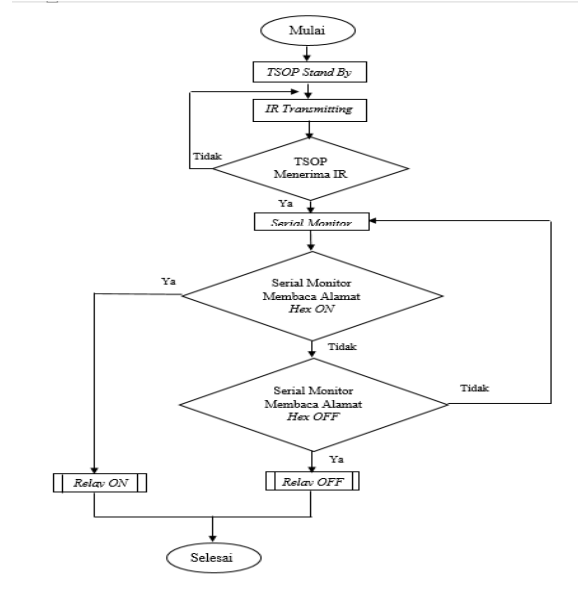 Mulai
TSOP Stand By
IR Transmitting
Tidak
TSOP
Menerima IR
Ya
Serial Monitor
Ya
Serial Monitor
Membaca Alamat
Hex ON
Tidak
Serial Monitor
Membaca Alamat
Hex OFF
Tidak
Ya
Relay ON
Relay OFF
Selesai